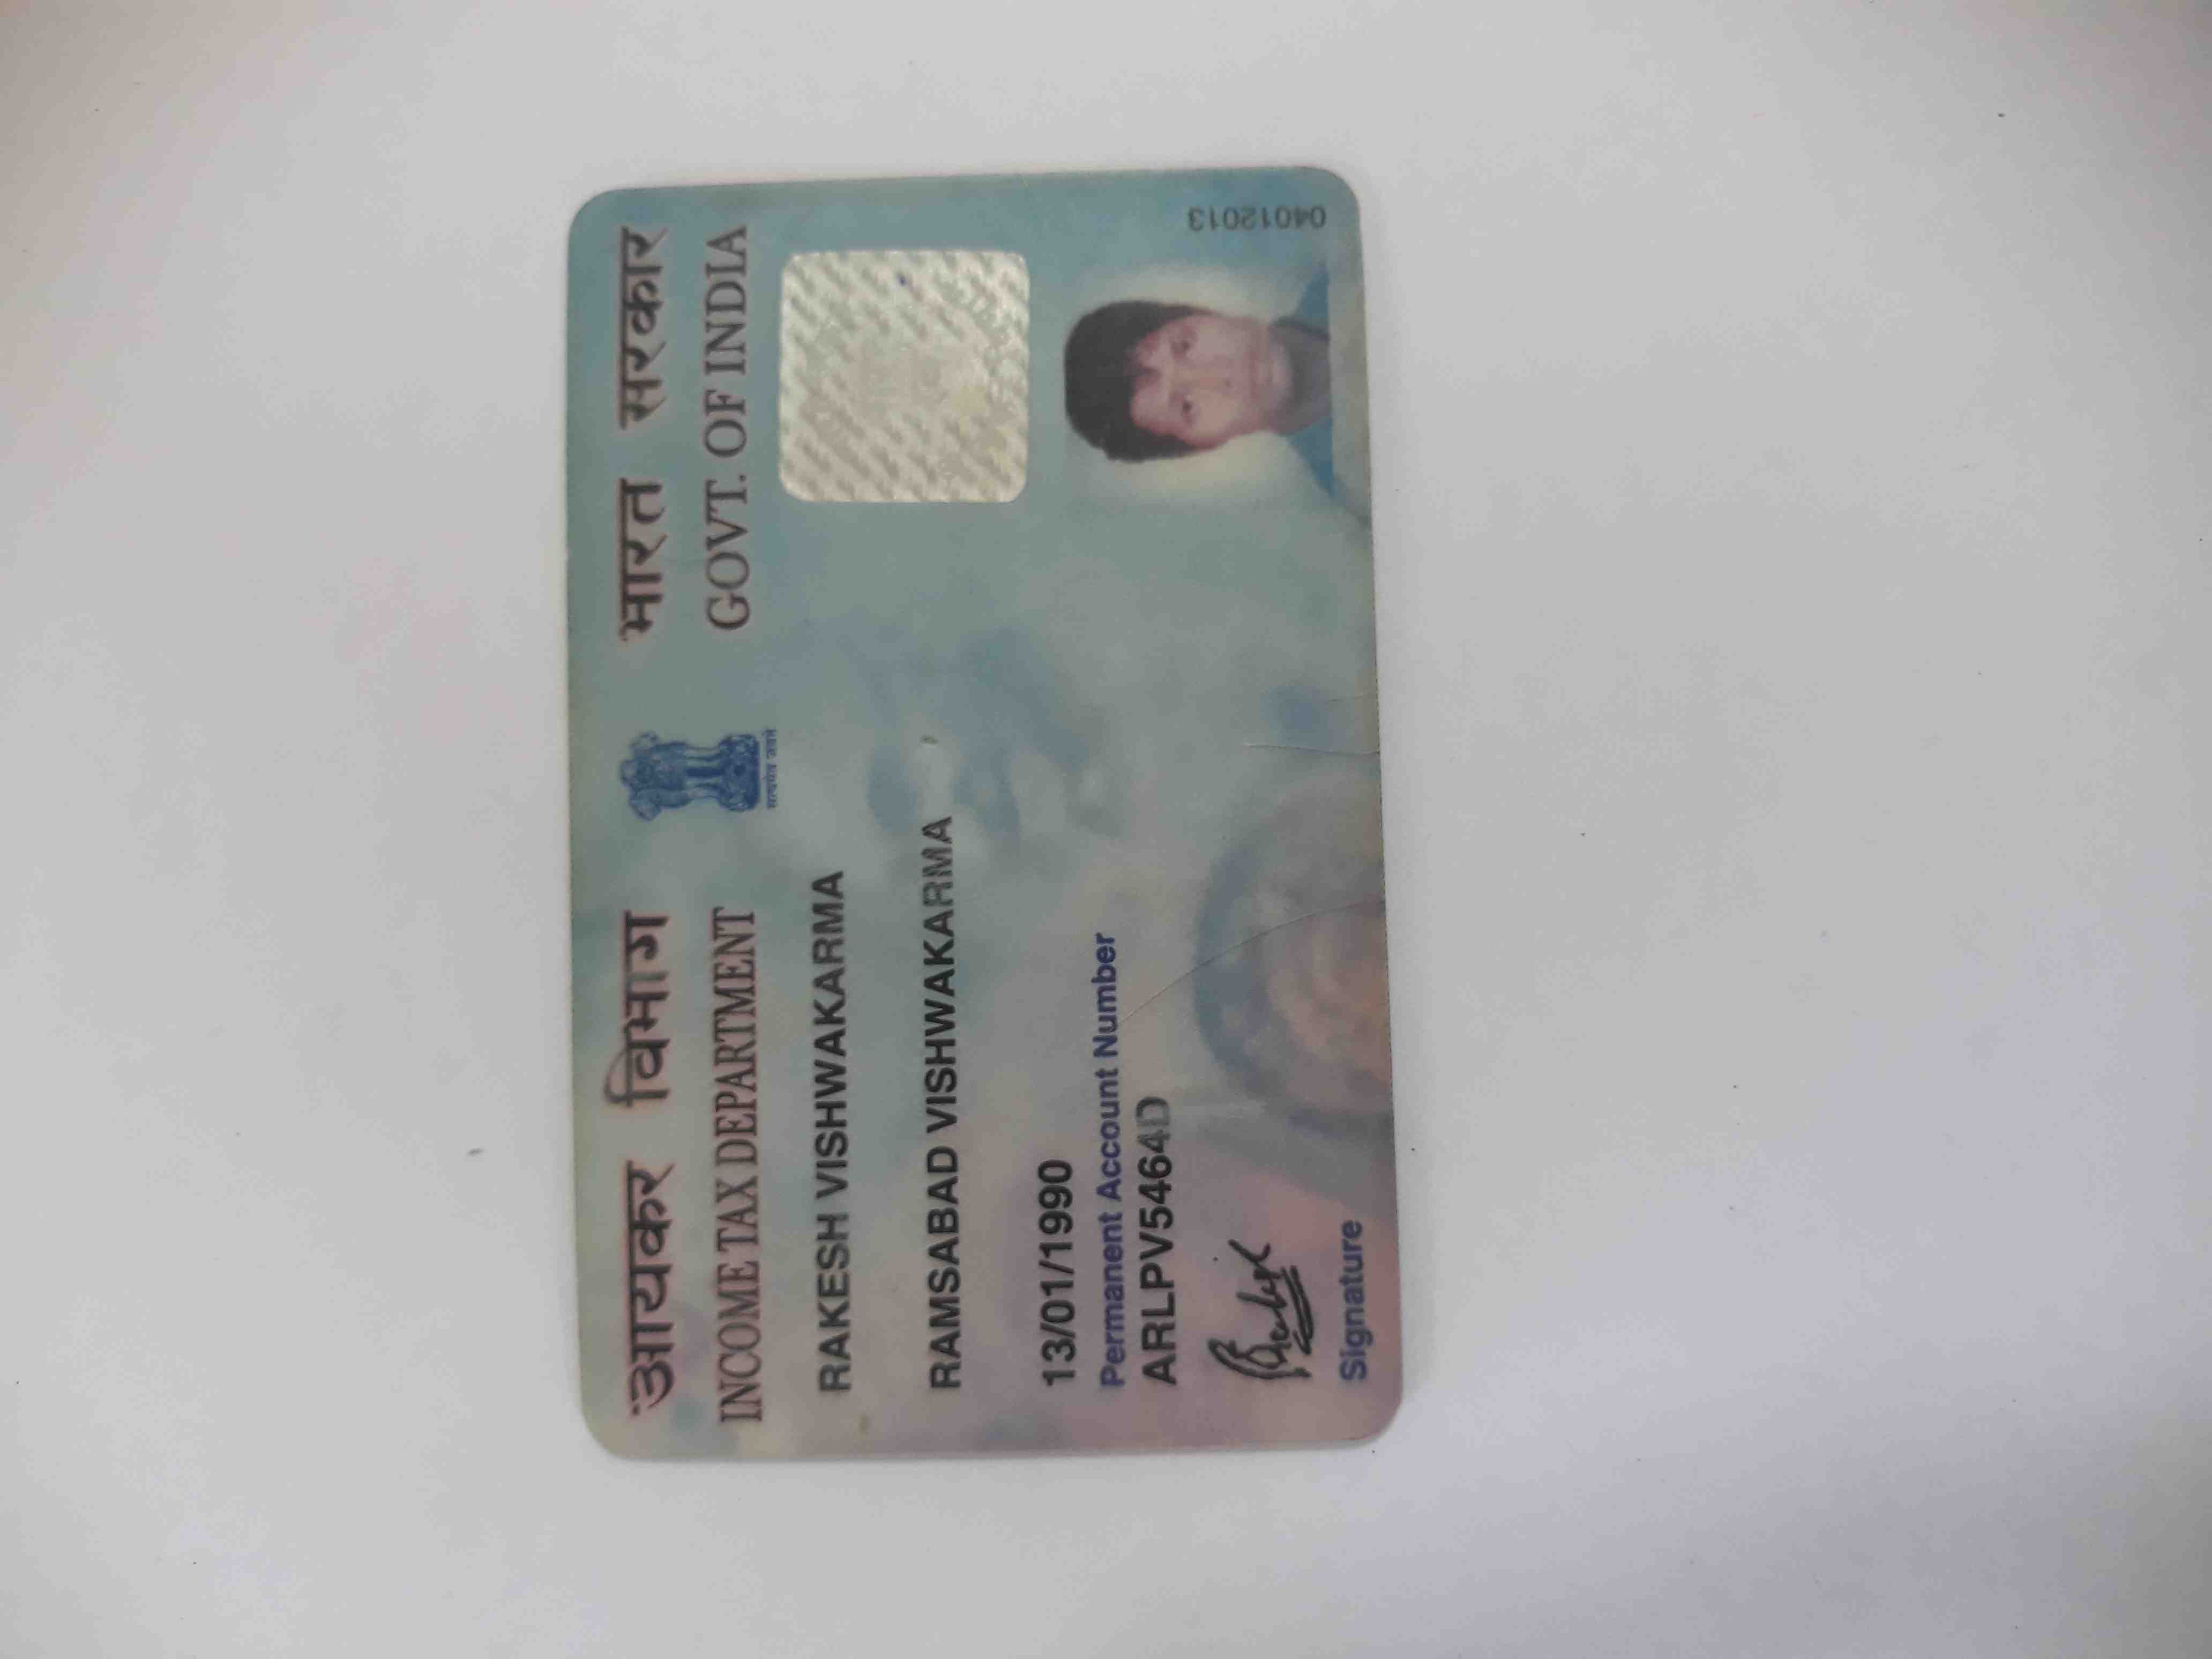 आयकर विभाग
INCOME TAX DEPARTMENT
सत्यमेव जयते
भारत सरकार
GOVT. OF INDIA
RAKESH VISHWAKARMA
RAMSABAD VISHWAKARMA
13/01/1990
Permanent Account Number
ARLPV5464D
Signature
04012013